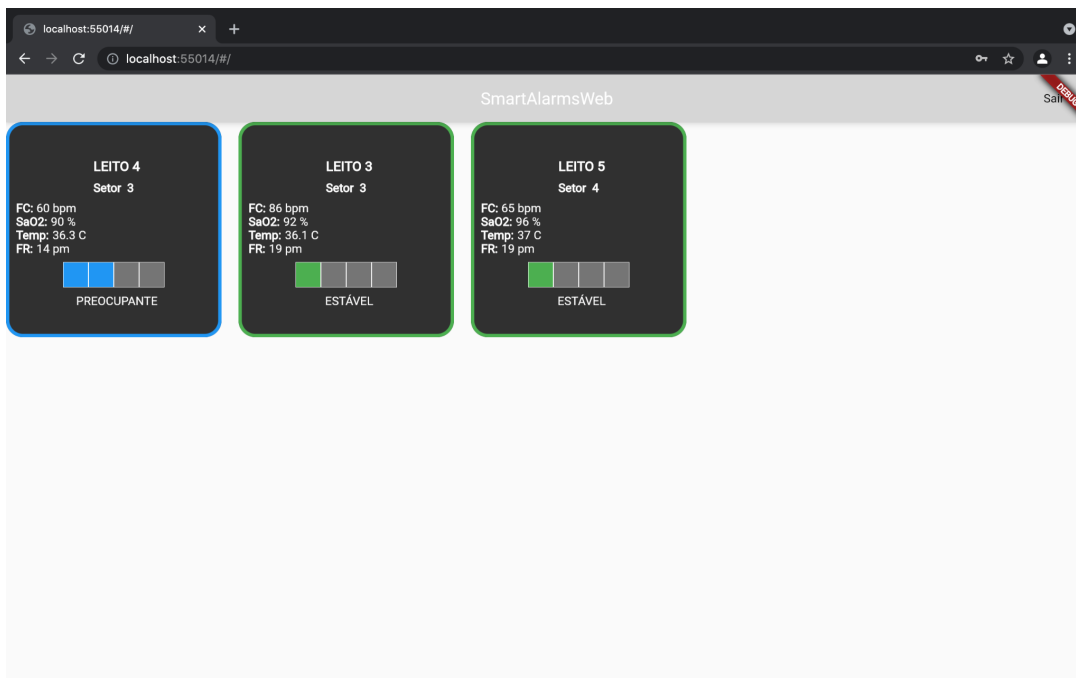 localhost:55014/#/
localhost:55014/#/
SmartAlarmsWeb
Sair
DEBUG
LEITO 4
Setor 3
FC: 60 bpm
SaO2: 90 %
Temp: 36.3 C
FR: 14 pm
PREOCUPANTE
LEITO 3
Setor 3
FC: 86 bpm
SaO2: 92 %
Temp: 36.1 C
FR: 19 pm
ESTÁVEL
LEITO 5
Setor 4
FC: 65 bpm
SaO2: 96 %
Temp: 37 C
FR: 19 pm
ESTÁVEL